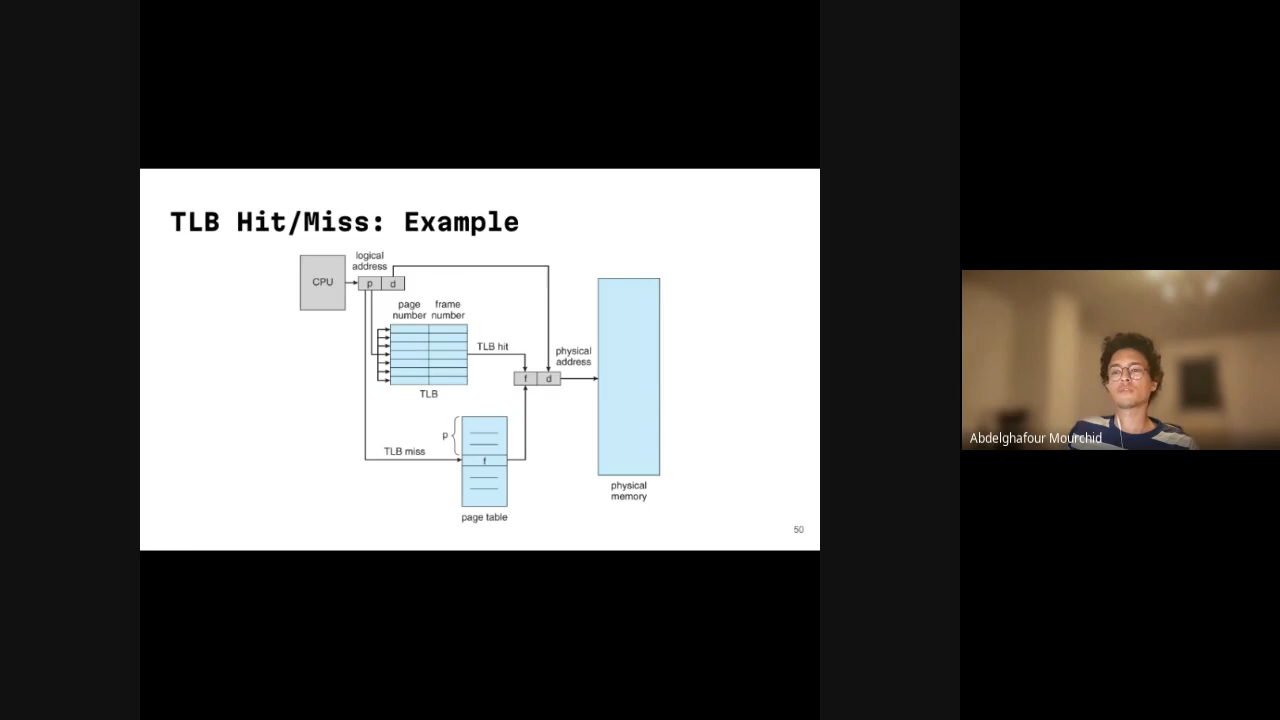 TLB Hit/Miss: Example
logical
address
CPU
p d
page frame
number number
TLB hit
physical
address
f d
TLB
p
TLB miss
f
physical
memory
page table
50
Abdelghafour Mourchid